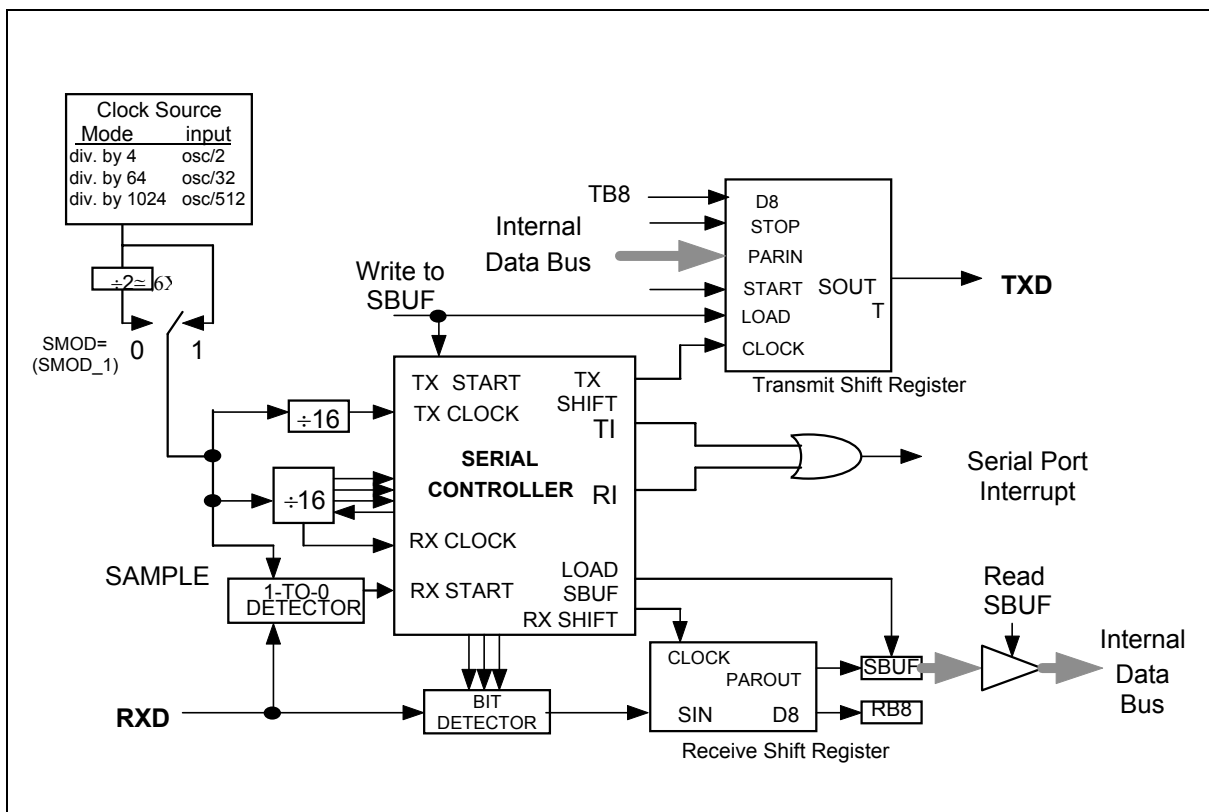 Clock Source
Mode input
div. by 4 osc/2
div. by 64 osc/32
div. by 1024 osc/512
÷2
SMOD=
(SMOD_1)
0 1
Write to
SBUF
TB8
Internal
Data Bus
D8
STOP
PARIN
START
LOAD
CLOCK
SOUT
T
TXD
Transmit Shift Register
÷16
÷16
TX START
TX CLOCK
SERIAL
CONTROLLER
RX CLOCK
RX START
TX
SHIFT
TI
RI
LOAD
SBUF
RX SHIFT
Serial Port
Interrupt
SAMPLE
1-TO-0
DETECTOR
RXD
BIT
DETECTOR
CLOCK
PAROUT
SIN D8
Receive Shift Register
SBUF
RB8
Read
SBUF
Internal
Data
Bus